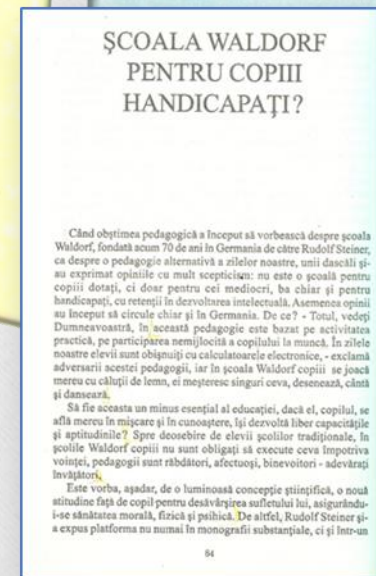 ŞCOALA WALDORF
PENTRU COPIII
HANDICAPAŢI?
Când obştimea pedagogică a început să vorbească despre şcoala
Waldorf, fondată acum 70 de ani în Germania de către Rudolf Steiner,
ca despre o pedagogie alternativă a zilelor noastre, unii dascăli şi-
au exprimat opiniile cu mult scepticism: nu este o şcoală pentru
copiii dotaţi, ci doar pentru cei mediocri, ba chiar şi pentru
handicapaţi, cu retenţii în dezvoltarea intelectuală. Asemenea opinii
au început să circule chiar şi în Germania. De ce? - Totul, vedeţi
Dumneavoastră, în această pedagogie este bazat pe activitatea
practică, pe participarea nemijlocită a copilului la muncă. În zilele
noastre elevii sunt obişnuiţi cu calculatoarele electronice, - exclamă
adversarii acestei pedagogii, iar în şcoala Waldorf copiii se joacă
mereu cu căluţii de lemn, ei meşteresc singuri ceva, desenează, cântă
şi dansează.
Să fie aceasta un minus esenţial al educaţiei, dacă el, copilul, se
află mereu în mişcare şi în cunoaştere, îşi dezvoltă liber capacităţile
şi aptitudinile? Spre deosebire de elevii şcolilor tradiţionale, în
şcolile Waldorf copiii nu sunt obligaţi să execute ceva împotriva
voinţei, pedagogii sunt răbdători, afectuoşi, binevoitori - adevăraţi
învăţători.
Este vorba, aşadar, de o luminoasă concepţie ştiinţifică, o nouă
atitudine faţă de copil pentru desăvârşirea sufletului lui, asigurându-
i-se sănătatea morală, fizică şi psihică. De altfel, Rudolf Steiner şi-
a expus platforma nu numai în monografii substanţiale, ci şi într-un
84